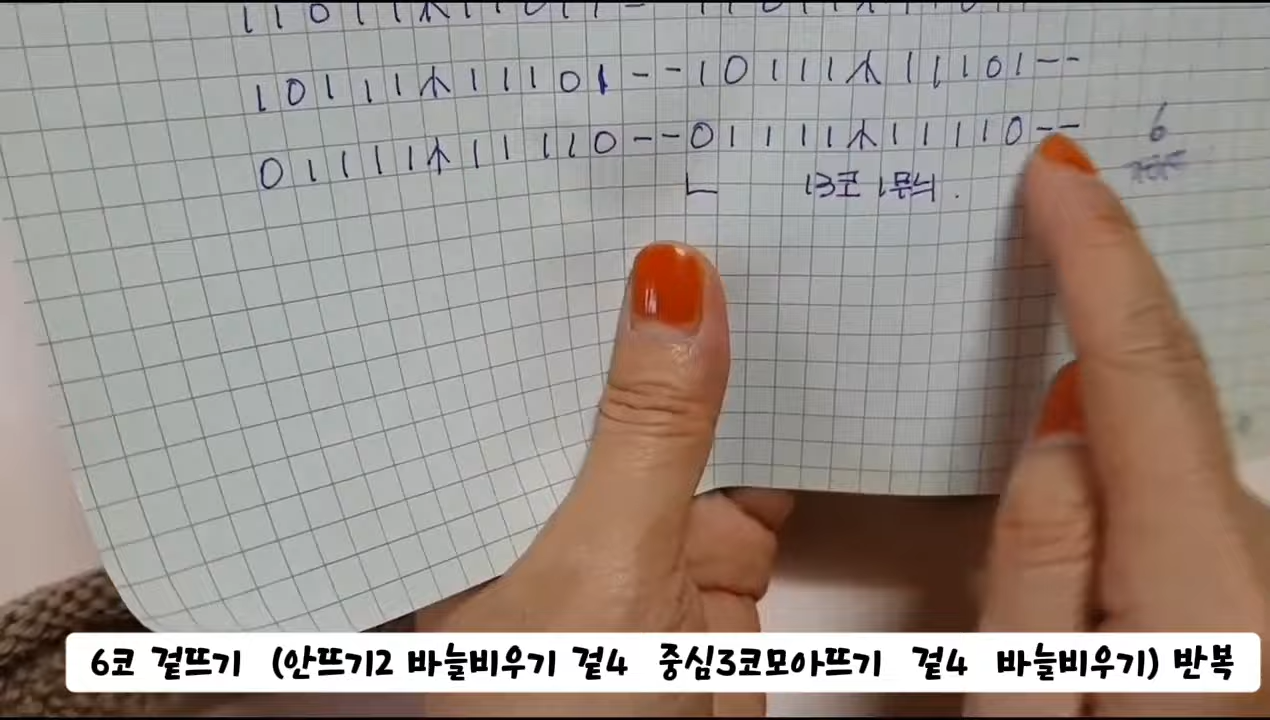 1 0 1 1 1 ⼈ 1 1 1 0 1 - - 1 0 1 1 1 ⼈ 1 1 1 0 1 - -
0 1 1 1 1 ⼈ 1 1 1 1 0 - - 0 1 1 1 1 ⼈ 1 1 1 1 0 - - 6
13코 1무늬.
6코 겉뜨기 (안뜨기2 바늘비우기 겉4 중심3코모아뜨기 겉4 바늘비우기) 반복